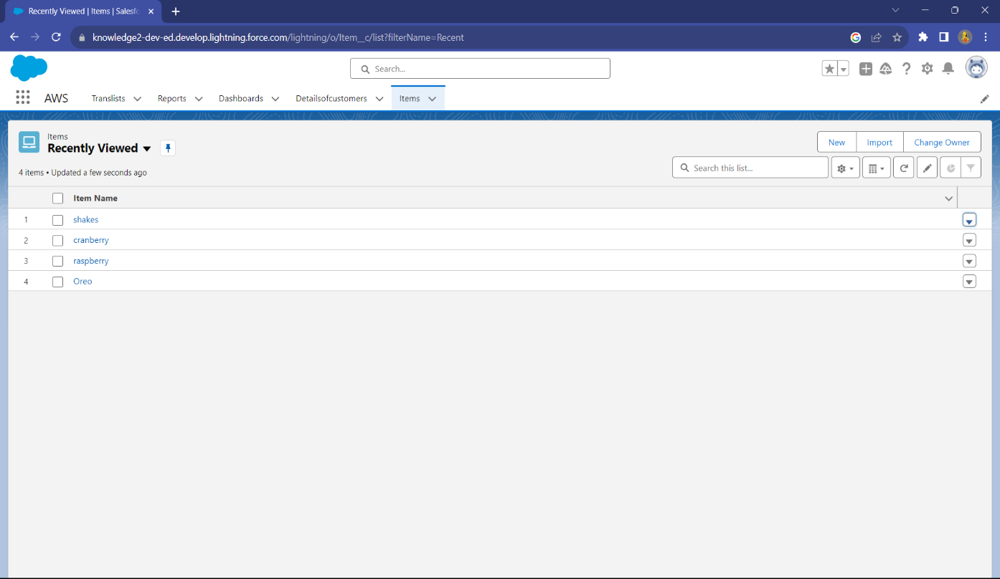 Recently Viewed | Items | Salesfo
knowledge2-dev-ed.develop.lightning.force.com/lightning/o/Item__c/list?filterName=Recent
Search...
AWS Translists Reports Dashboards Detailsofcustomers Items
Items
Recently Viewed
New Import Change Owner
4 items • Updated a few seconds ago
Search this list...
Item Name
1 shakes
2 cranberry
3 raspberry
4 Oreo